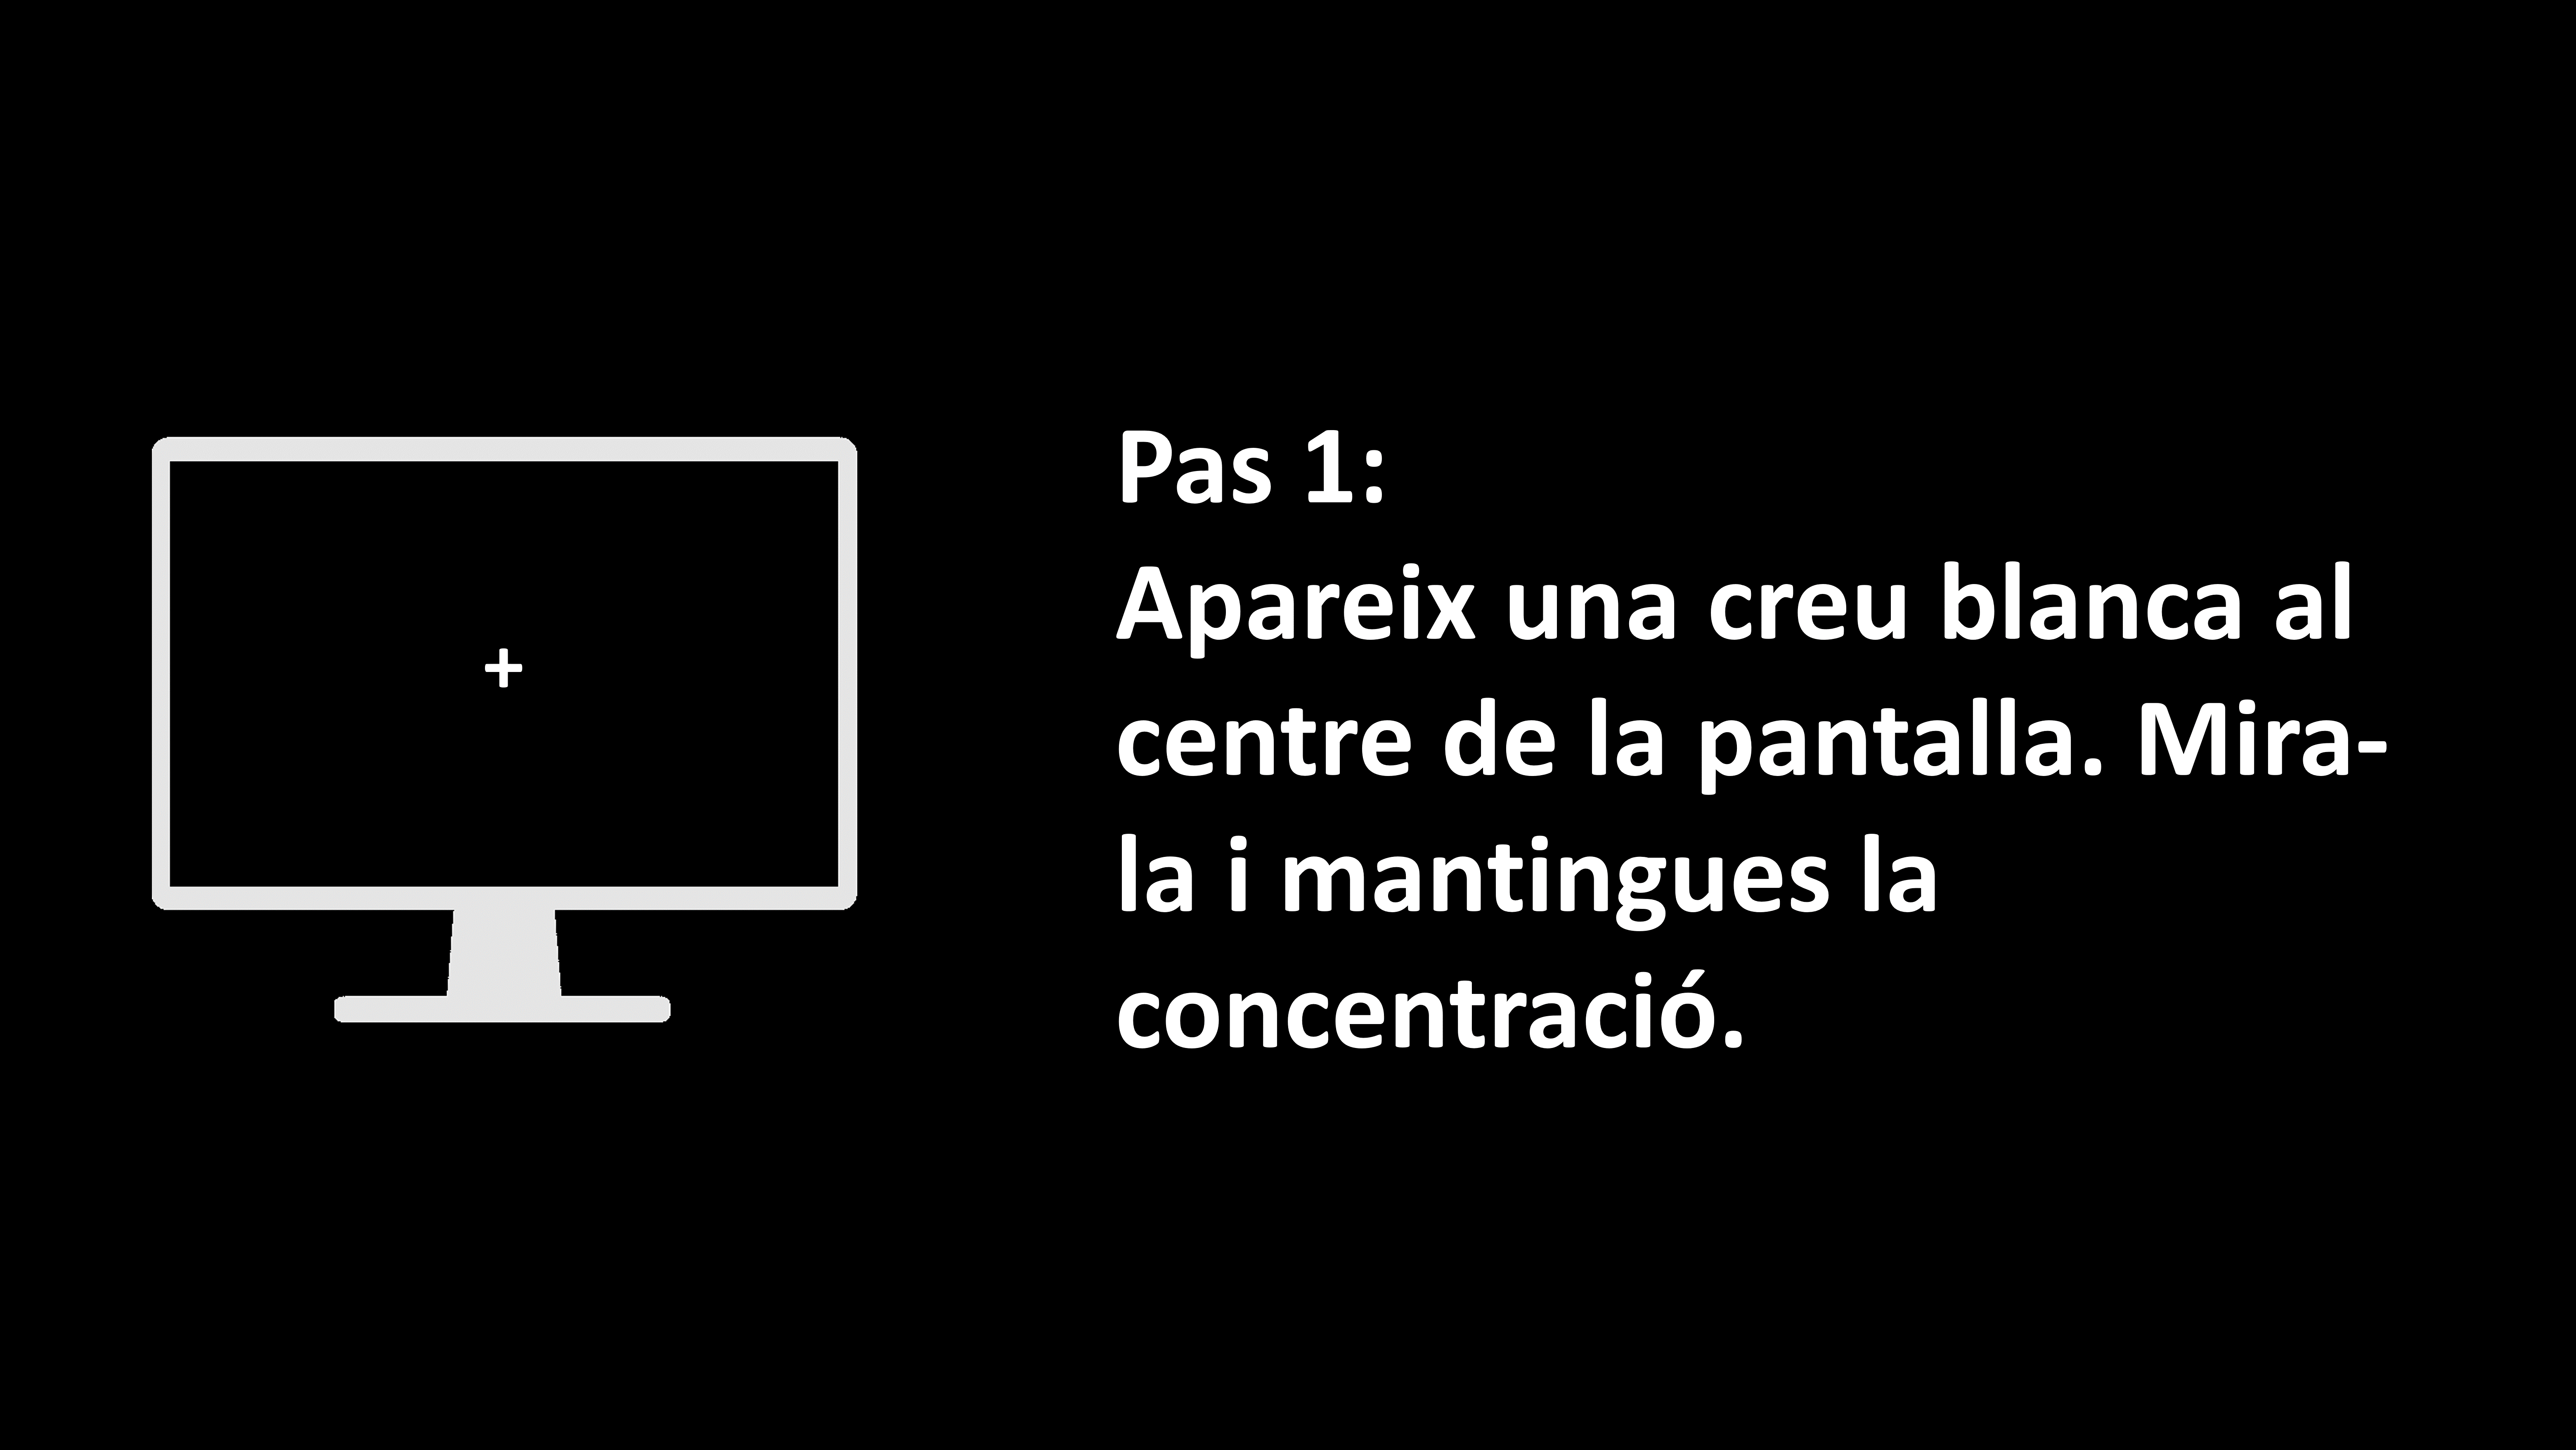 Pas 1:
Apareix una creu blanca al
centre de la pantalla. Mira-
la i mantingues la
concentració.